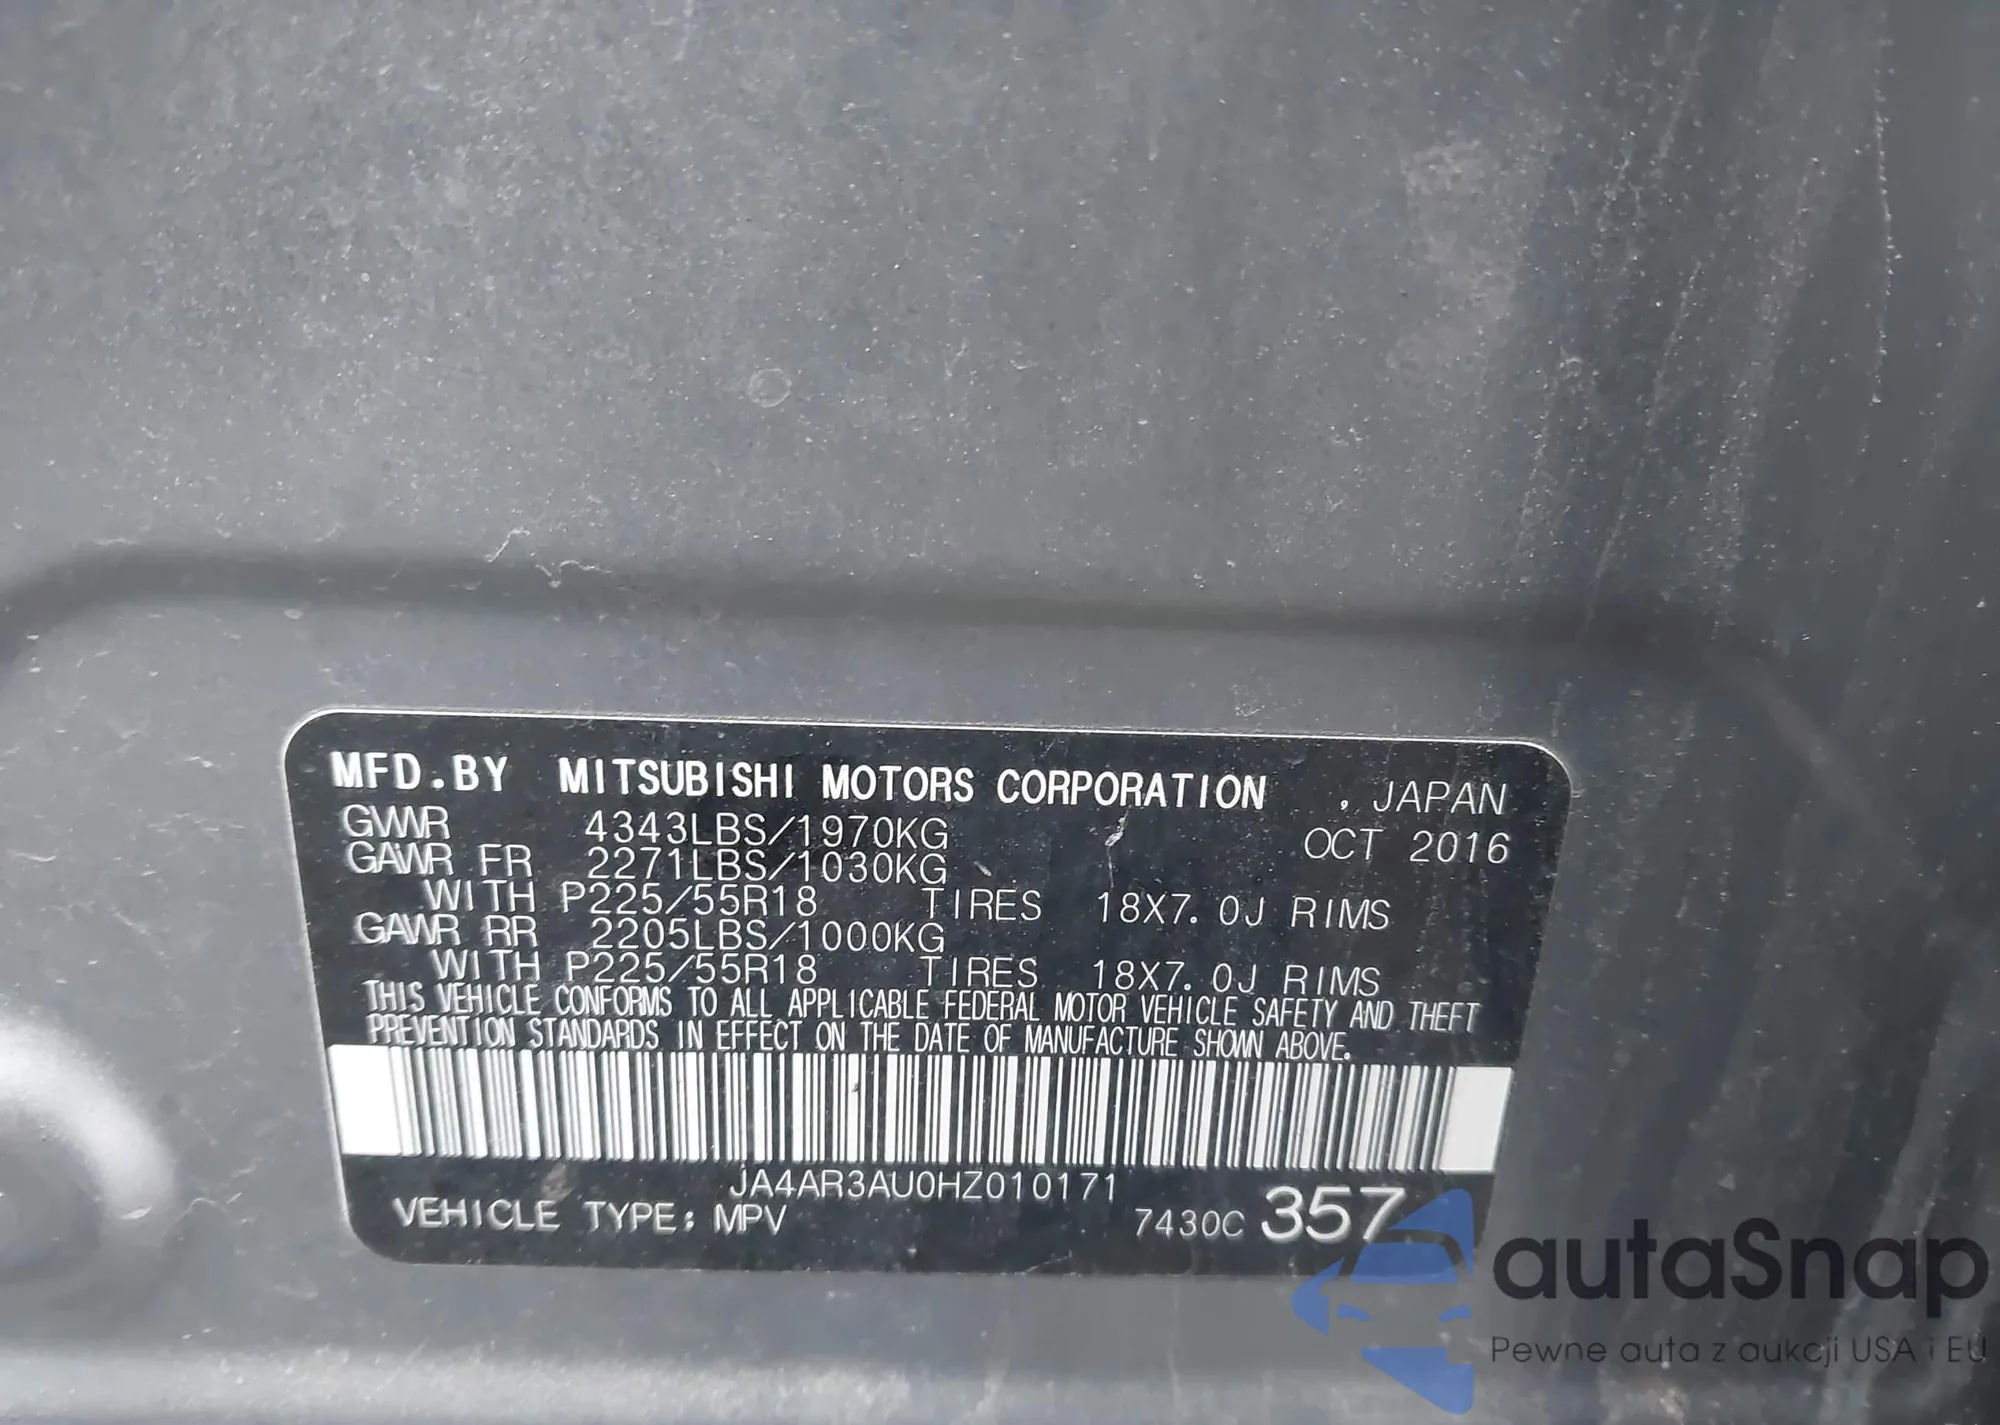 MFD.BY MITSUBISHI MOTORS CORPORATION , JAPAN
GVWR 4343LBS/1970KG OCT 2016
GAWR FR 2271LBS/1030KG
WITH P225/55R18 TIRES 18X7.0J RIMS
GAWR RR 2205LBS/1000KG
WITH P225/55R18 TIRES 18X7.0J RIMS
THIS VEHICLE CONFORMS TO ALL APPLICABLE FEDERAL MOTOR VEHICLE SAFETY AND THEFT
PREVENTION STANDARDS IN EFFECT ON THE DATE OF MANUFACTURE SHOWN ABOVE.
JA4AR3AU0HZ010171
VEHICLE TYPE: MPV 7430C 357
autaSnap
Pewne auta z aukcji USA i EU